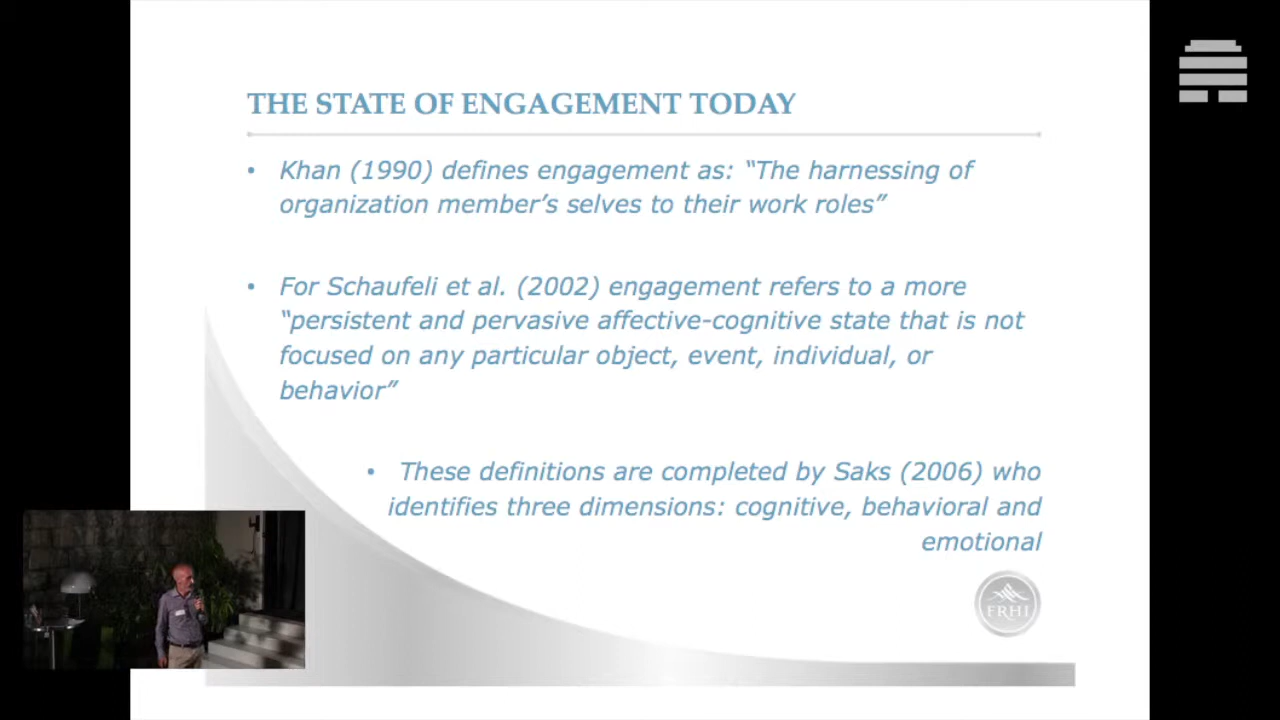 THE STATE OF ENGAGEMENT TODAY
• Khan (1990) defines engagement as: “The harnessing of
organization member’s selves to their work roles”
• For Schaufeli et al. (2002) engagement refers to a more
“persistent and pervasive affective-cognitive state that is not
focused on any particular object, event, individual, or
behavior”
• These definitions are completed by Saks (2006) who
identifies three dimensions: cognitive, behavioral and
emotional
FRHI